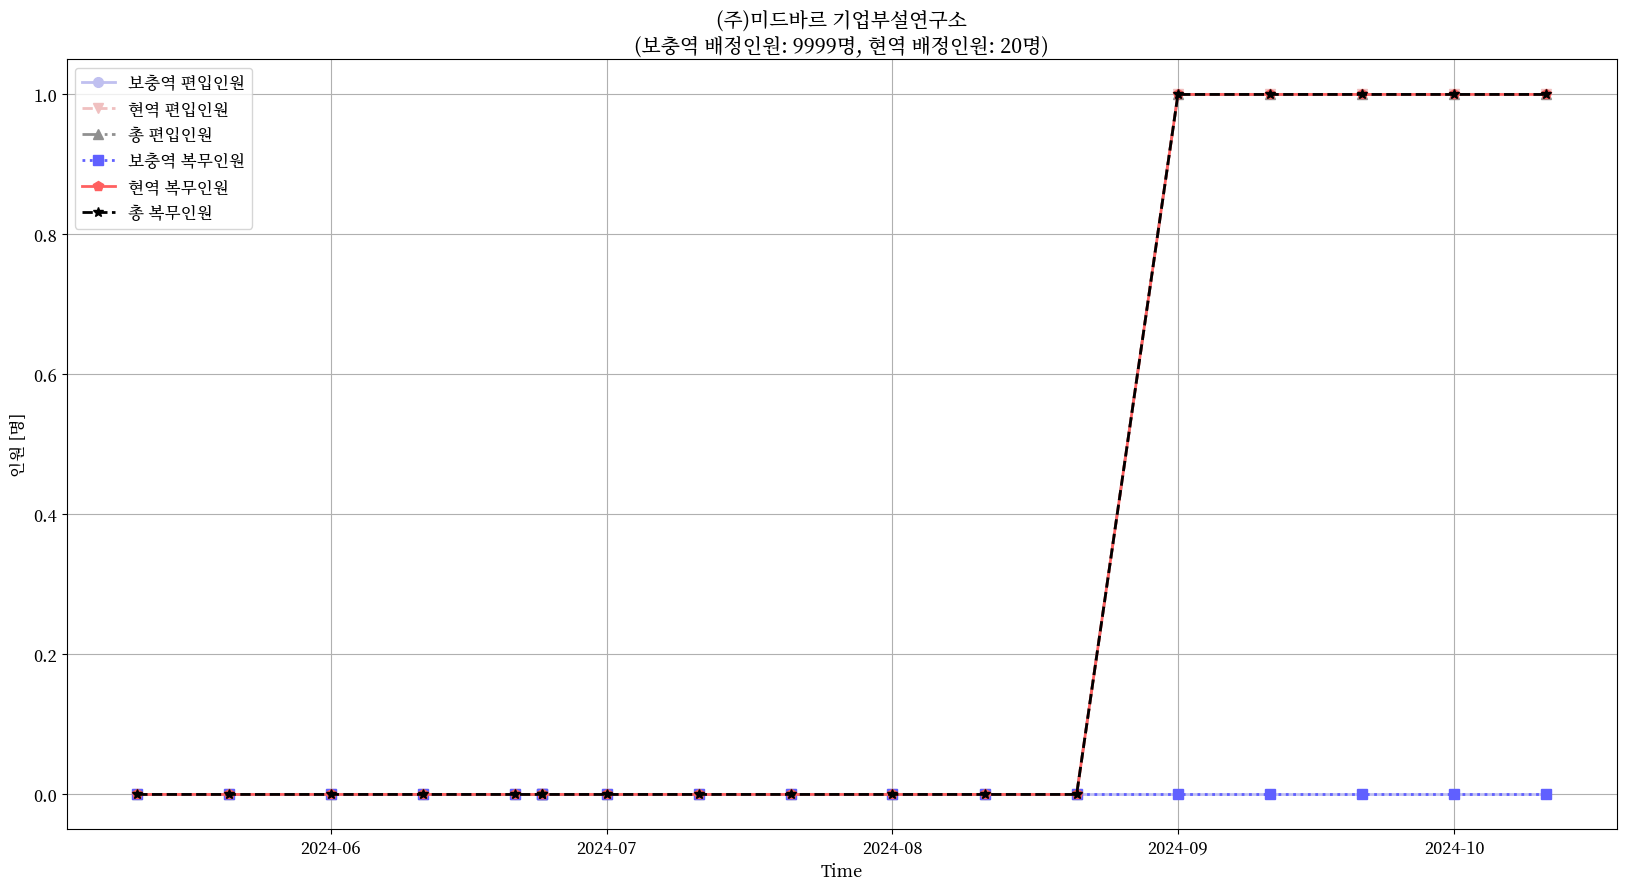 (주)미드바르 기업부설연구소
(보충역 배정인원: 9999명, 현역 배정인원: 20명)
보충역 편입인원
현역 편입인원
총 편입인원
보충역 복무인원
현역 복무인원
총 복무인원
1.0
0.8
0.6
0.4
0.2
0.0
인원 [명]
2024-06
2024-07
2024-08
2024-09
2024-10
Time